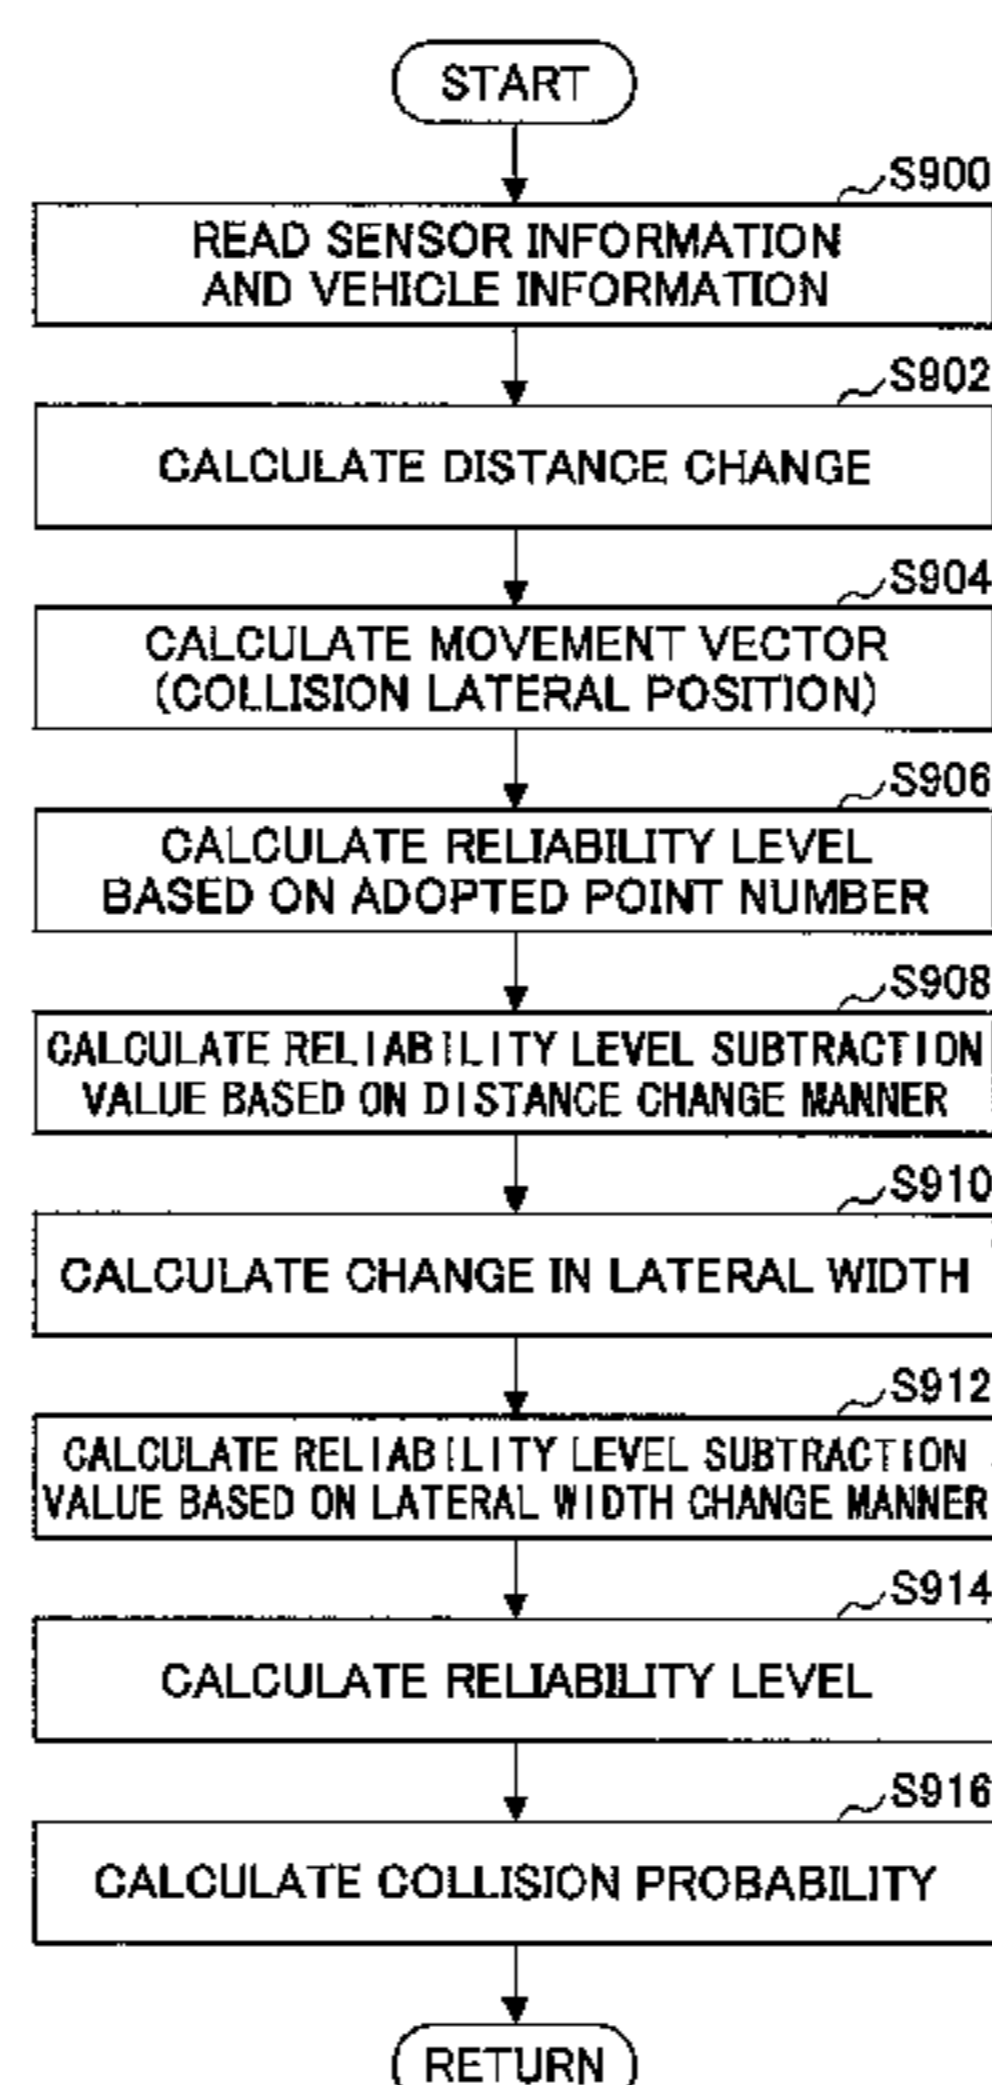 START
S900
READ SENSOR INFORMATION
AND VEHICLE INFORMATION
S902
CALCULATE DISTANCE CHANGE
S904
CALCULATE MOVEMENT VECTOR
(COLLISION LATERAL POSITION)
S906
CALCULATE RELIABILITY LEVEL
BASED ON ADOPTED POINT NUMBER
S908
CALCULATE RELIABILITY LEVEL SUBTRACTION
VALUE BASED ON DISTANCE CHANGE MANNER
S910
CALCULATE CHANGE IN LATERAL WIDTH
S912
CALCULATE RELIABILITY LEVEL SUBTRACTION
VALUE BASED ON LATERAL WIDTH CHANGE MANNER
S914
CALCULATE RELIABILITY LEVEL
S916
CALCULATE COLLISION PROBABILITY
RETURN